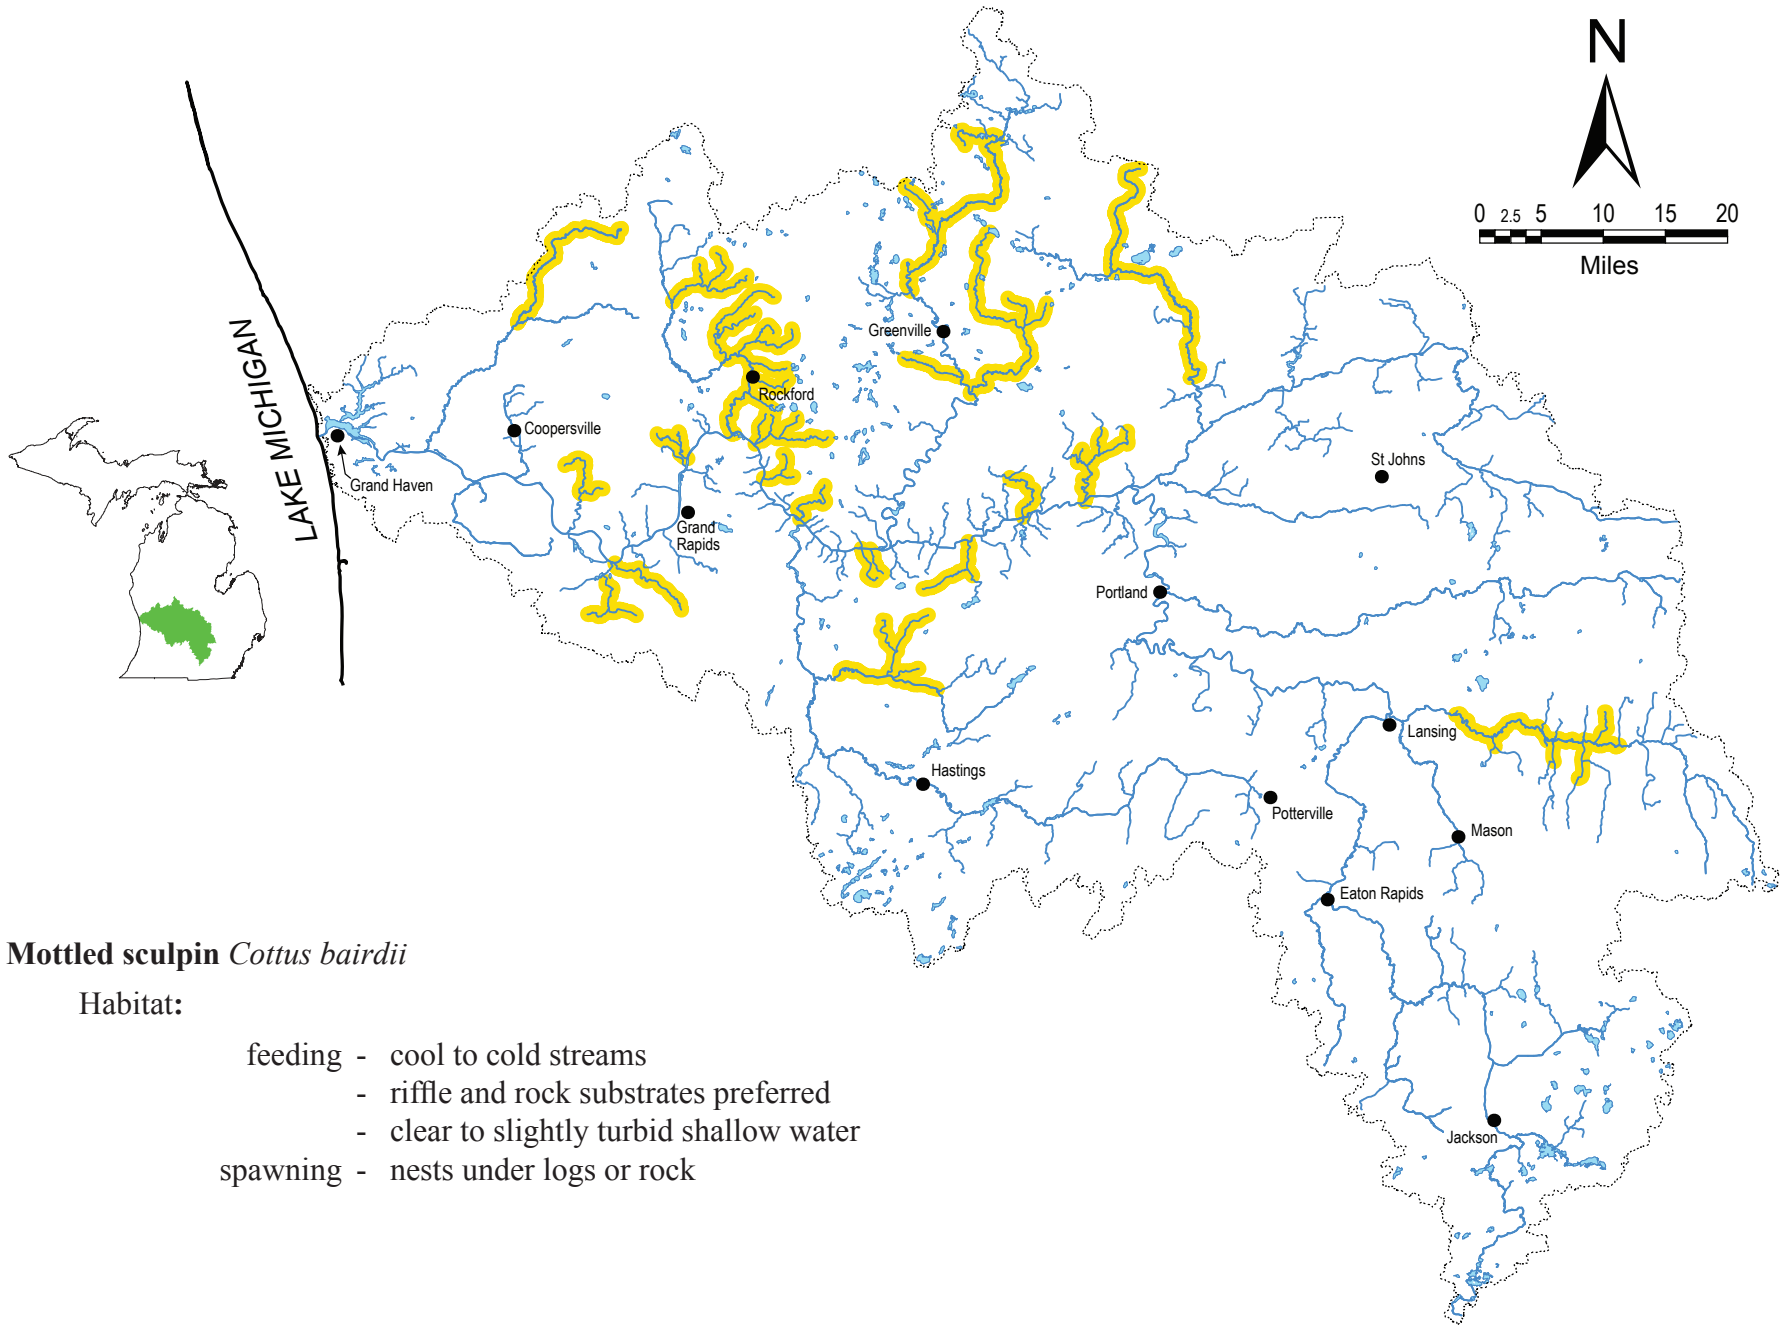 N
0 2.5 5 10 15 20
Miles
LAKE MICHIGAN
Greenville
Rockford
Coopersville
Grand Haven
St Johns
Grand
Rapids
Portland
Lansing
Hastings
Potterville
Mason
Eaton Rapids
Jackson
Mottled sculpin Cottus bairdii
Habitat:
feeding - cool to cold streams
- riffle and rock substrates preferred
- clear to slightly turbid shallow water
spawning - nests under logs or rock